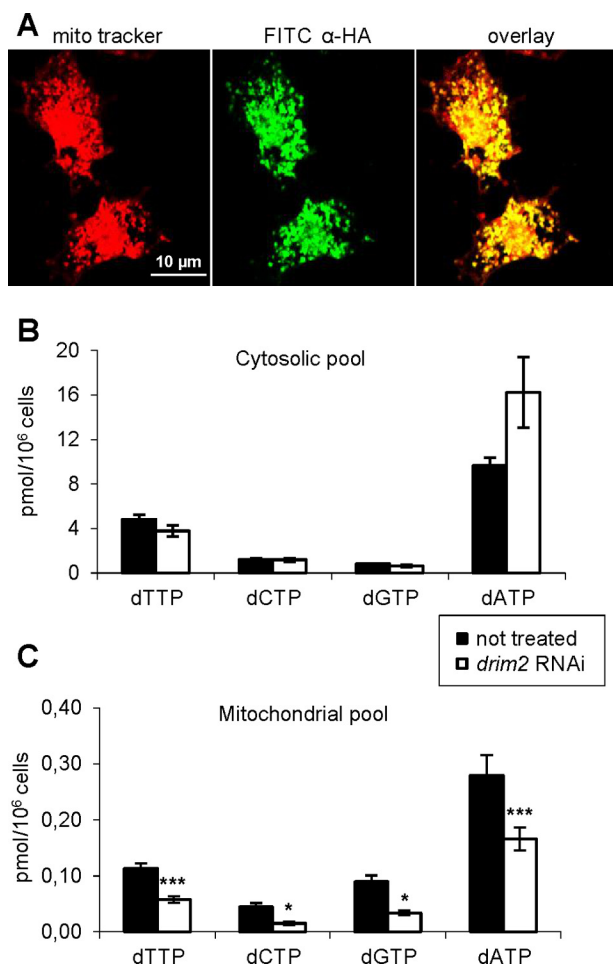 A
mito tracker FITC α-HA overlay
10 µm
B
Cytosolic pool
pmol/10⁶ cells
20
16
12
8
4
0
dTTP dCTP dGTP dATP
not treated
drim2 RNAi
C
Mitochondrial pool
pmol/10⁶ cells
0,40
0,30
0,20
0,10
0,00
*** * * ***
dTTP dCTP dGTP dATP